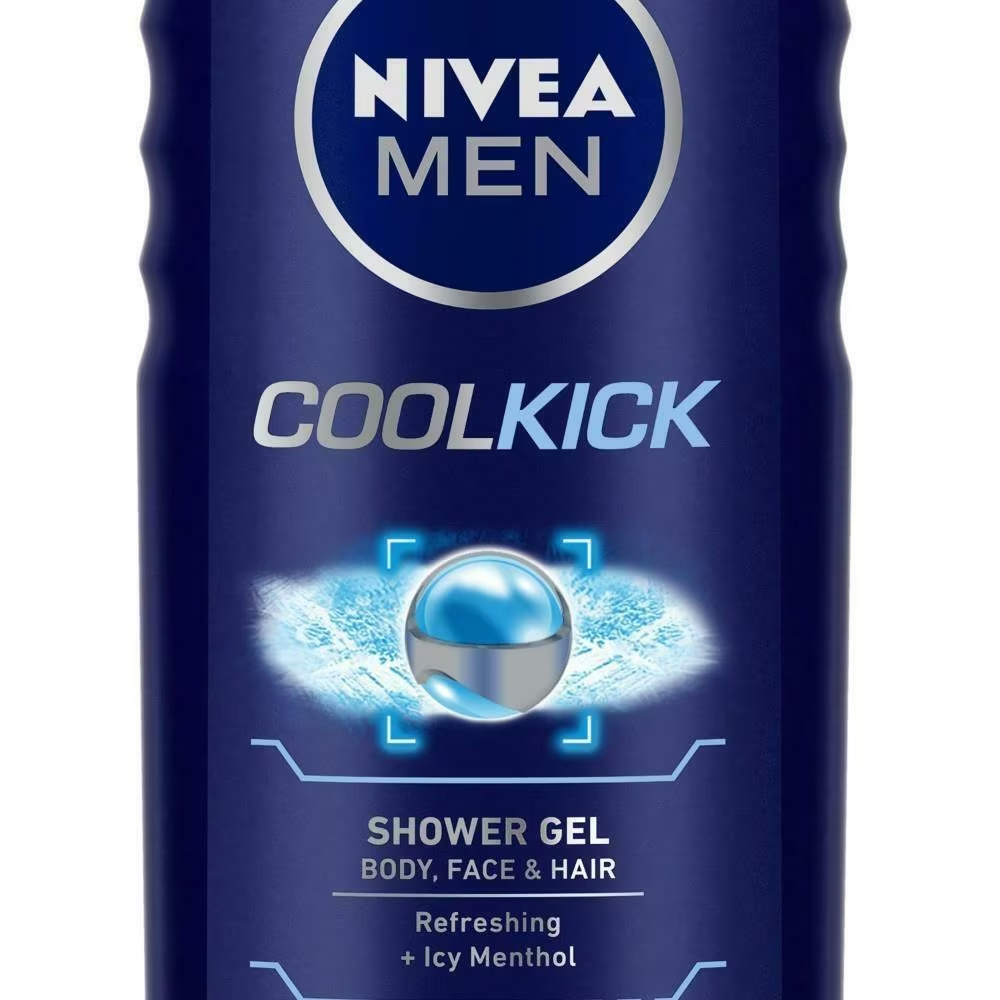 NIVEA
MEN
COOLKICK
SHOWER GEL
BODY, FACE & HAIR
Refreshing
+ Icy Menthol